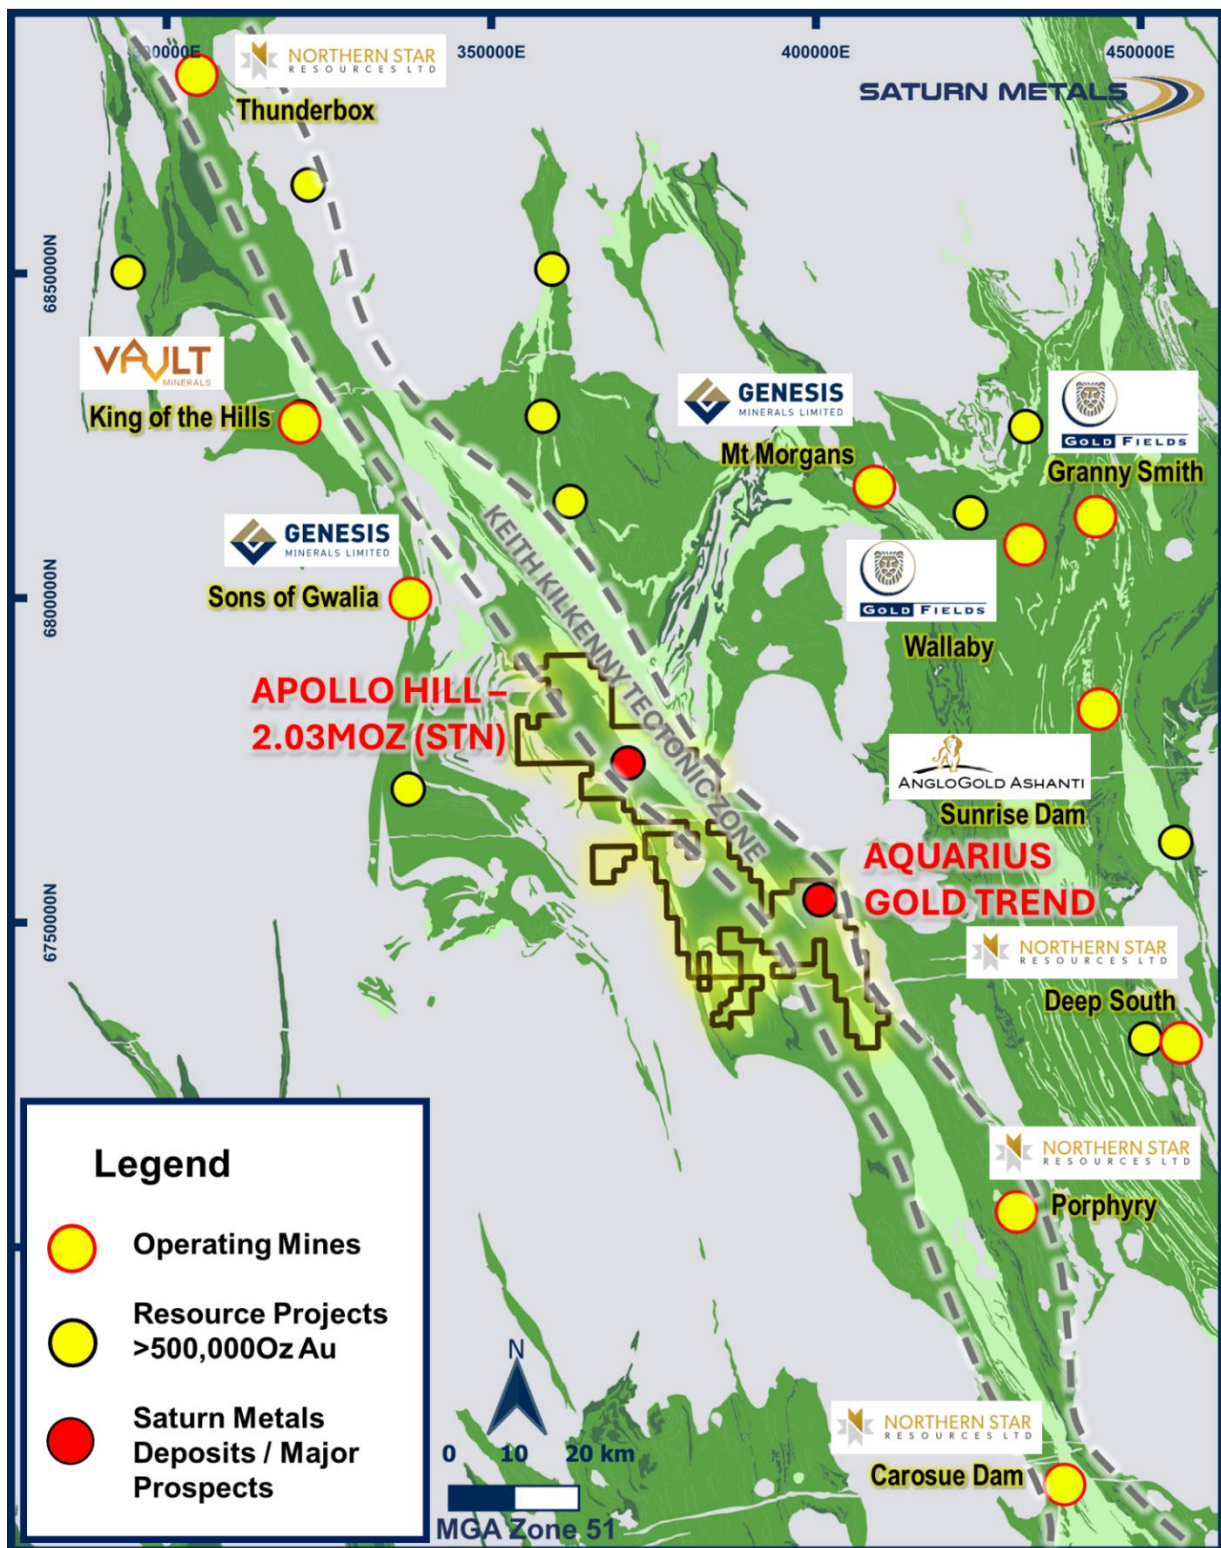 00000E
350000E
400000E
450000E
NORTHERN STAR
RESOURCES LTD
Thunderbox
SATURN METALS
6850000N
VAULT
MINERALS
King of the Hills
GENESIS
MINERALS LIMITED
Mt Morgans
GOLD FIELDS
Granny Smith
GENESIS
MINERALS LIMITED
Sons of Gwalia
6800000N
KEITH KILKENNY TECTONIC ZONE
GOLD FIELDS
Wallaby
APOLLO HILL –
2.03MOZ (STN)
ANGLOGOLD ASHANTI
Sunrise Dam
AQUARIUS
GOLD TREND
6750000N
NORTHERN STAR
RESOURCES LTD
Deep South
NORTHERN STAR
RESOURCES LTD
Porphyry
Legend
Operating Mines
Resource Projects
>500,000Oz Au
Saturn Metals
Deposits / Major
Prospects
N
0 10 20 km
MGA Zone 51
NORTHERN STAR
RESOURCES LTD
Carosue Dam